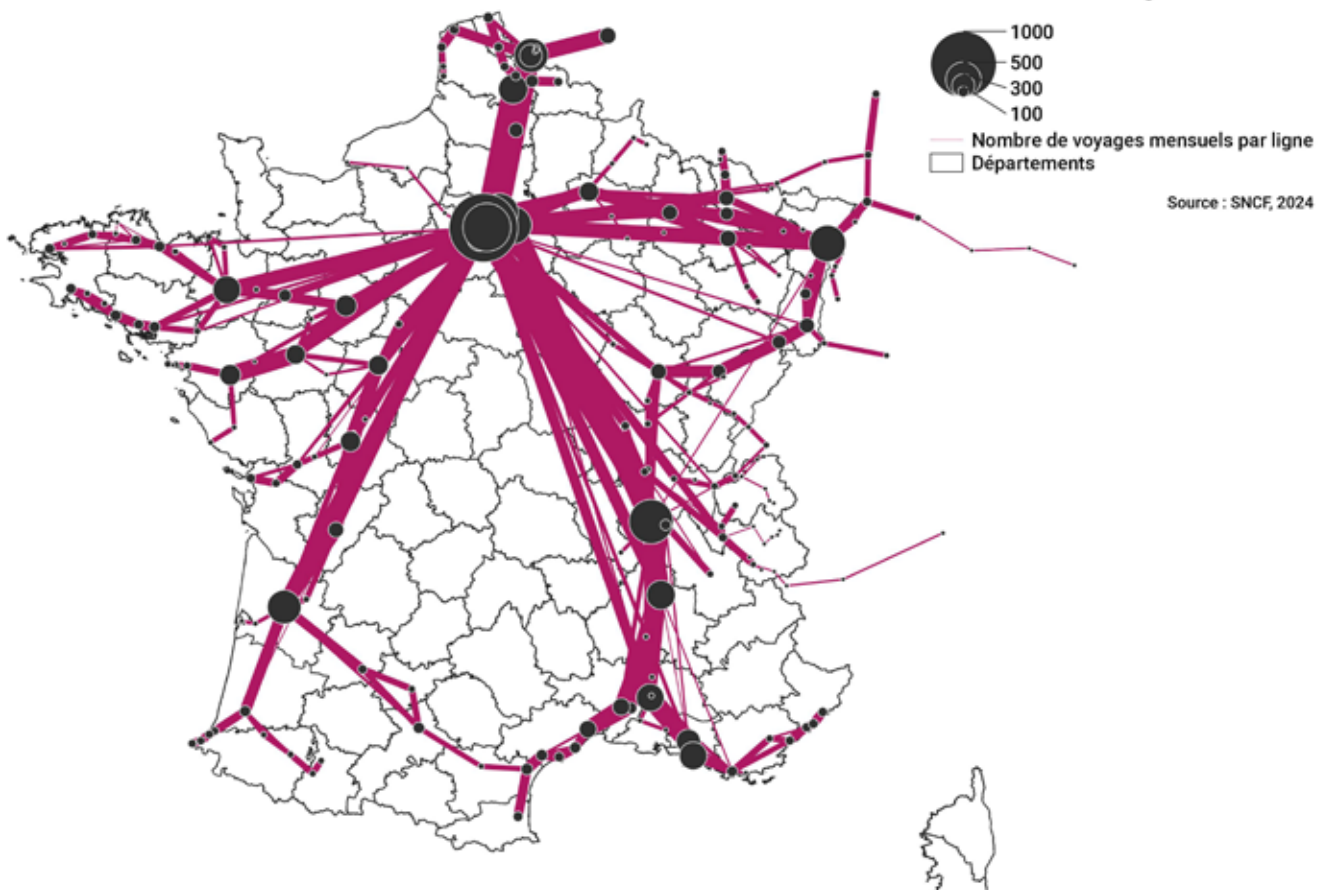 1000
500
300
100
Nombre de voyages mensuels par ligne
Départements
Source : SNCF, 2024